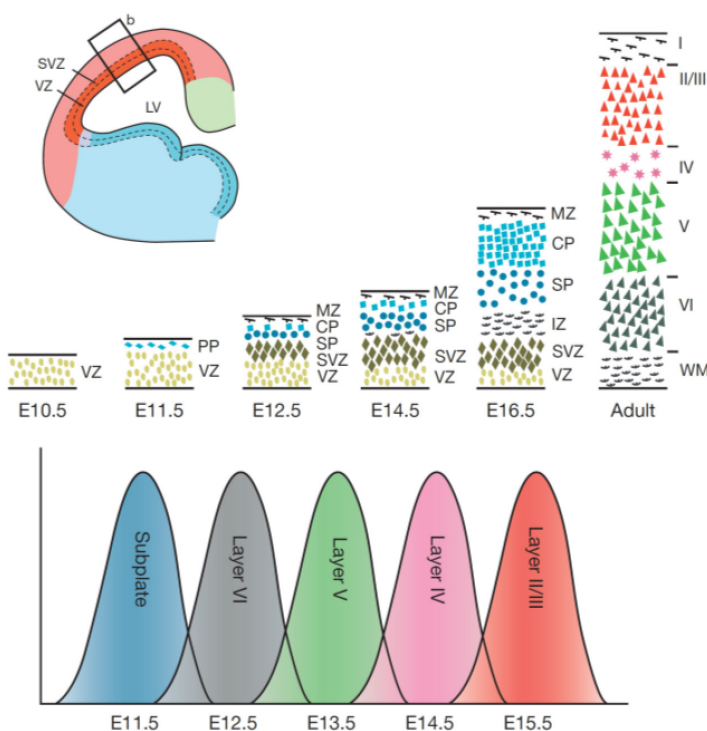 b
SVZ
VZ
LV
I
II/III
IV
V
VI
WM
MZ
CP
SP
IZ
SVZ
VZ
MZ
CP
SP
SVZ
VZ
MZ
CP
SP
SVZ
VZ
PP
VZ
VZ
E10.5
E11.5
E12.5
E14.5
E16.5
Adult
Subplate
Layer VI
Layer V
Layer IV
Layer II/III
E11.5
E12.5
E13.5
E14.5
E15.5